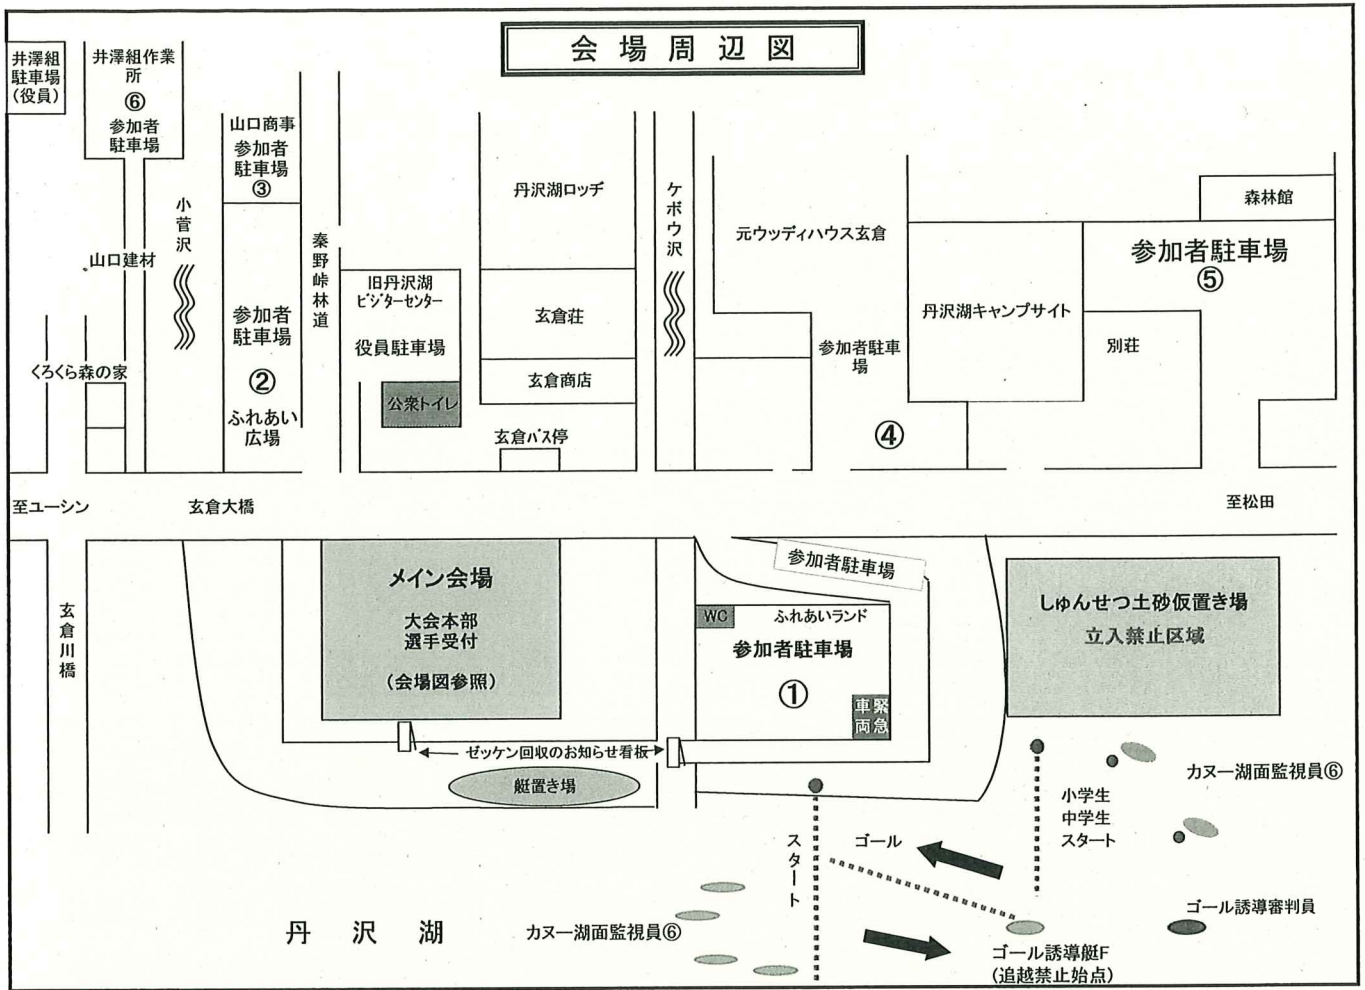 会場周辺図
井澤組
駐車場
(役員)
井澤組作業
所
⑥
参加者
駐車場
山口商事
参加者
駐車場
③
小菅沢
山口建材
くろくら森の家
参加者
駐車場
②
ふれあい
広場
秦野峠林道
旧丹沢湖
ビジターセンター
役員駐車場
公衆トイレ
丹沢湖ロッヂ
玄倉荘
玄倉商店
玄倉バス停
ケボウ沢
元ウッディハウス玄倉
参加者駐車
場
④
丹沢湖キャンプサイト
森林館
参加者駐車場
⑤
別荘
至ユーシン
玄倉大橋
至松田
玄倉川橋
メイン会場
大会本部
選手受付
(会場図参照)
参加者駐車場
WC
ふれあいランド
参加者駐車場
①
緊急
車両
しゅんせつ土砂仮置き場
立入禁止区域
ゼッケン回収のお知らせ看板
艇置き場
カヌー湖面監視員⑥
小学生
中学生
スタート
スタート
ゴール
ゴール誘導審判員
丹沢湖
カヌー湖面監視員⑥
ゴール誘導艇F
(追越禁止始点)